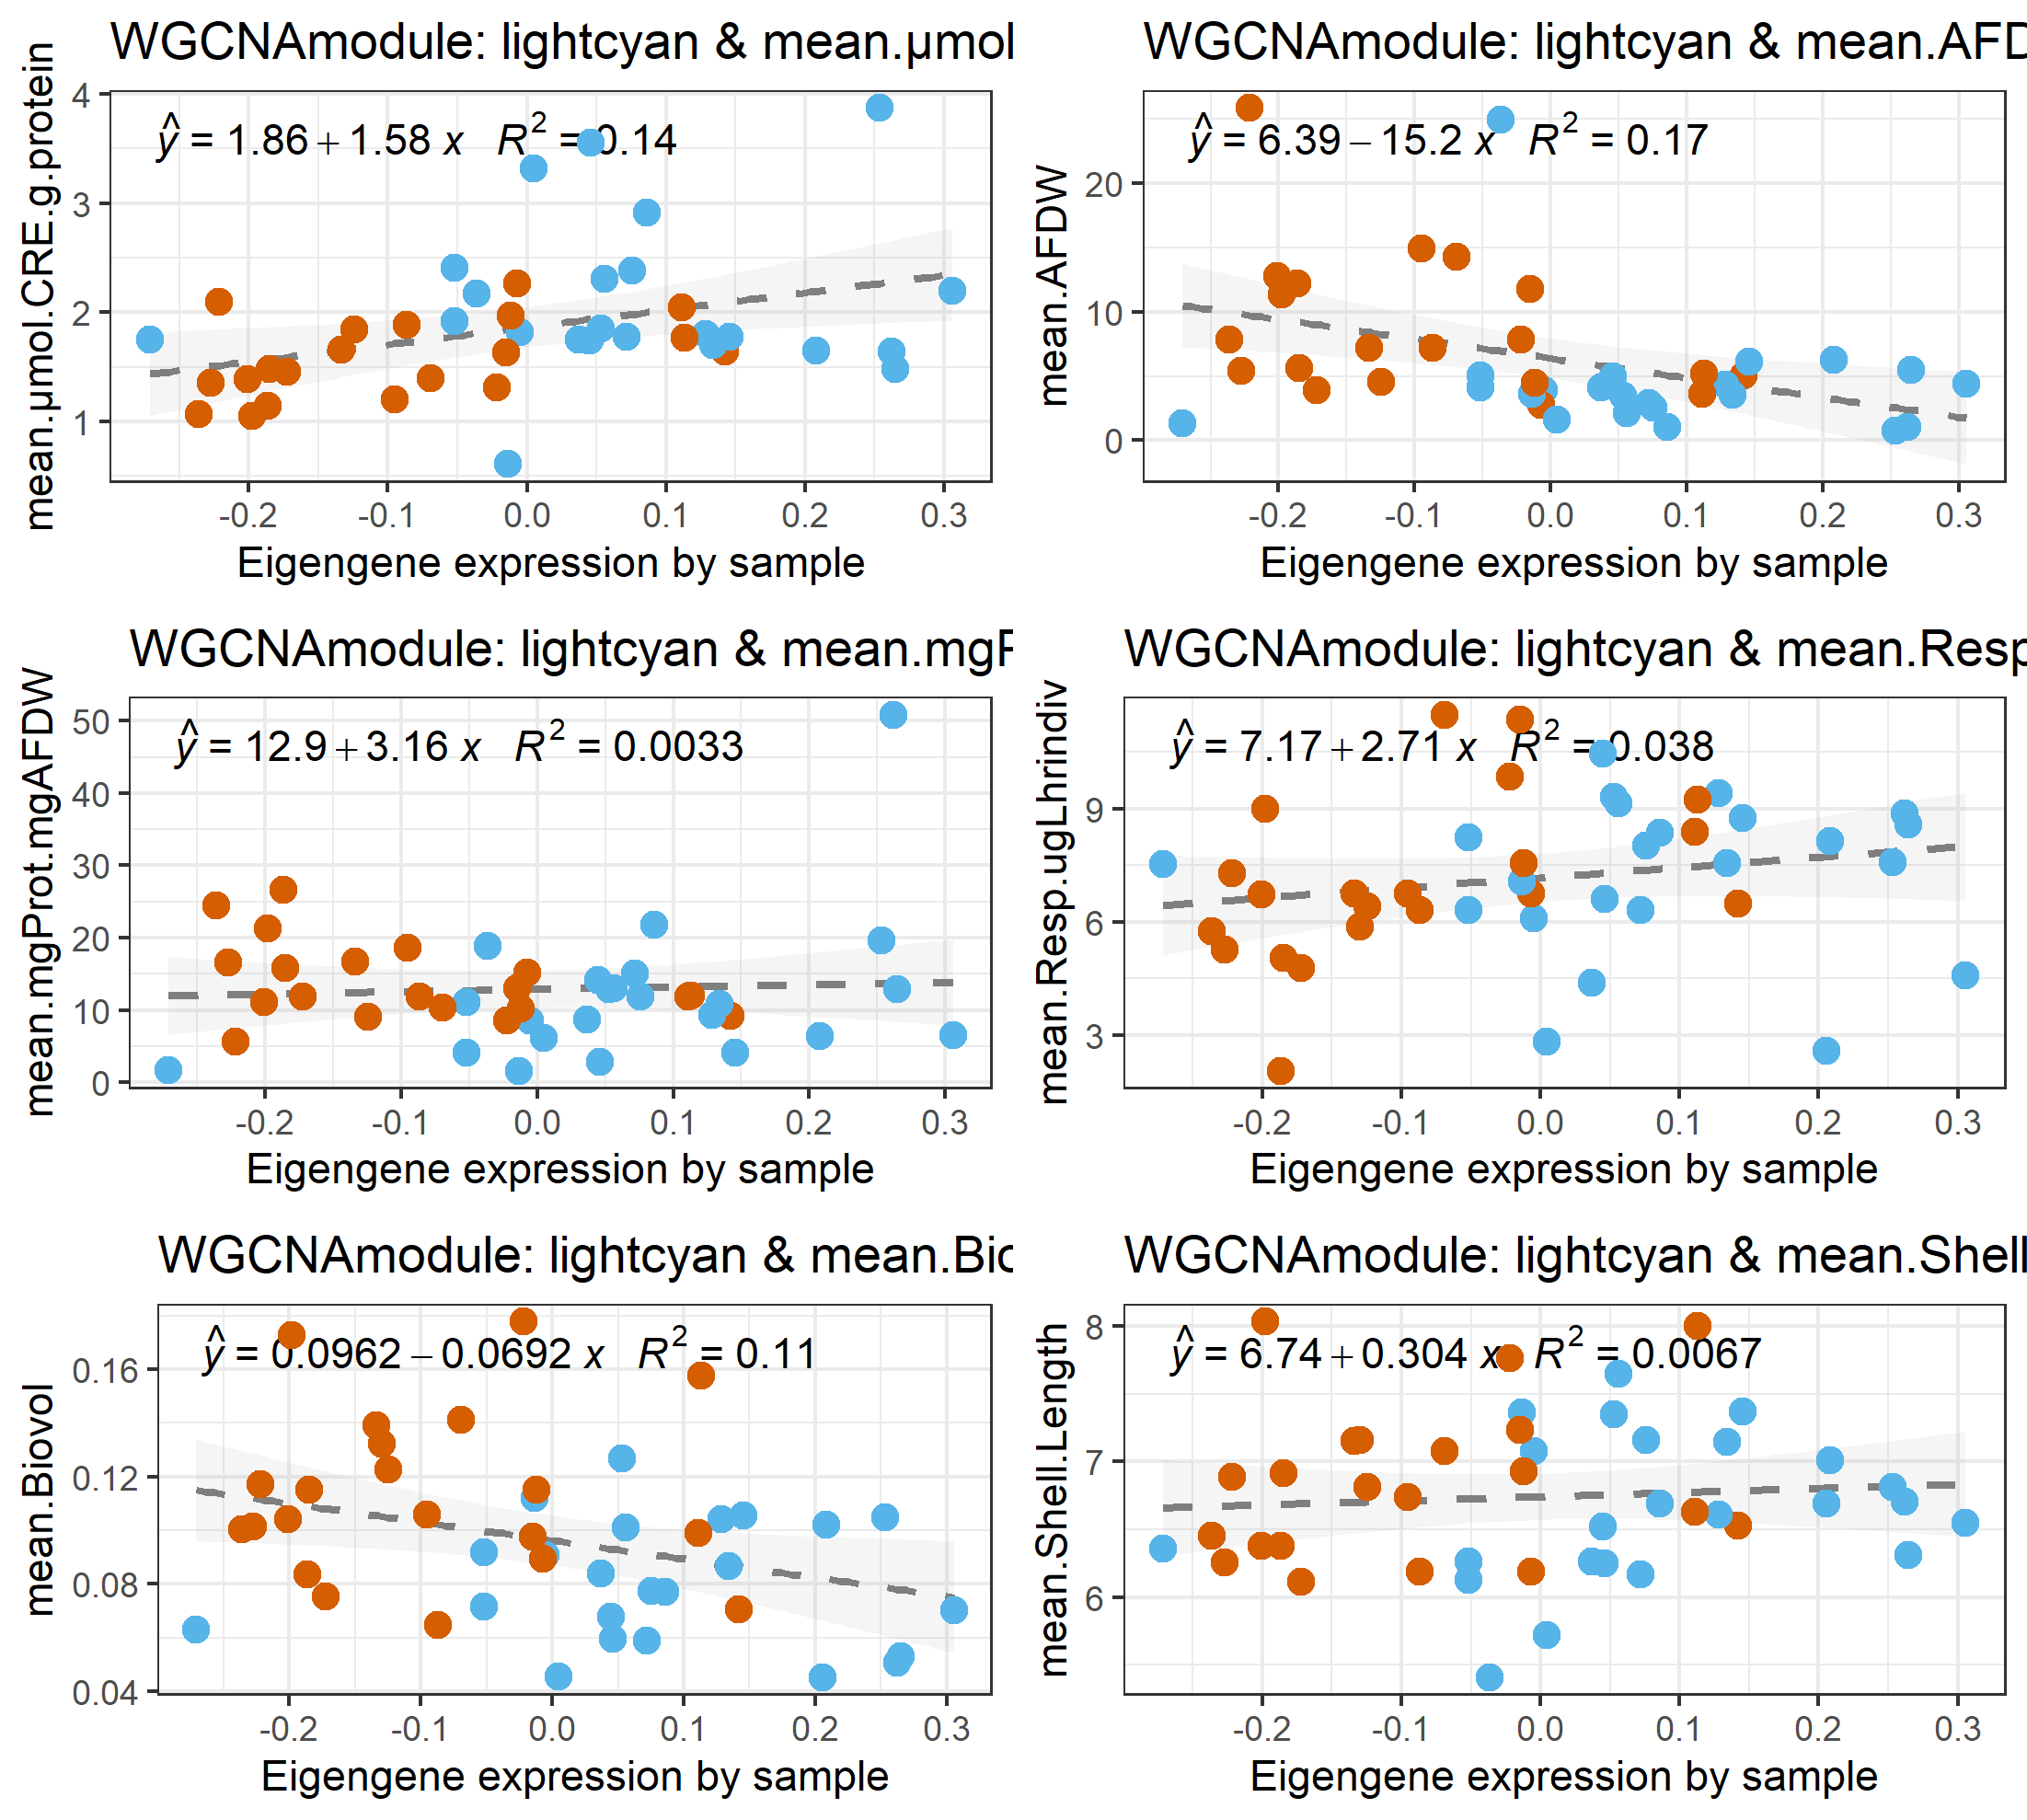 WGCNAmodule: lightcyan & mean.µmol
mean.µmol.CRE.g.protein
4
3
2
1
ŷ = 1.86 + 1.58 x R² = 0.14
-0.2 -0.1 0.0 0.1 0.2 0.3
Eigengene expression by sample
WGCNAmodule: lightcyan & mean.AFD
mean.AFDW
20
10
0
ŷ = 6.39 − 15.2 x R² = 0.17
-0.2 -0.1 0.0 0.1 0.2 0.3
Eigengene expression by sample
WGCNAmodule: lightcyan & mean.mgP
mean.mgProt.mgAFDW
50
40
30
20
10
0
ŷ = 12.9 + 3.16 x R² = 0.0033
-0.2 -0.1 0.0 0.1 0.2 0.3
Eigengene expression by sample
WGCNAmodule: lightcyan & mean.Resp
mean.Resp.ugLhrindiv
9
6
3
ŷ = 7.17 + 2.71 x R² = 0.038
-0.2 -0.1 0.0 0.1 0.2 0.3
Eigengene expression by sample
WGCNAmodule: lightcyan & mean.Bio
mean.Biovol
0.16
0.12
0.08
0.04
ŷ = 0.0962 − 0.0692 x R² = 0.11
-0.2 -0.1 0.0 0.1 0.2 0.3
Eigengene expression by sample
WGCNAmodule: lightcyan & mean.Shell
mean.Shell.Length
8
7
6
ŷ = 6.74 + 0.304 x R² = 0.0067
-0.2 -0.1 0.0 0.1 0.2 0.3
Eigengene expression by sample